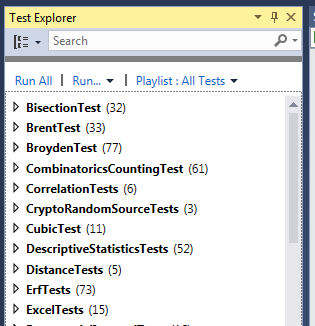 Test Explorer
Search
Run All | Run... | Playlist : All Tests
BisectionTest (32)
BrentTest (33)
BroydenTest (77)
CombinatoricsCountingTest (61)
CorrelationTests (6)
CryptoRandomSourceTests (3)
CubicTest (11)
DescriptiveStatisticsTests (52)
DistanceTests (5)
ErfTests (73)
ExcelTests (15)